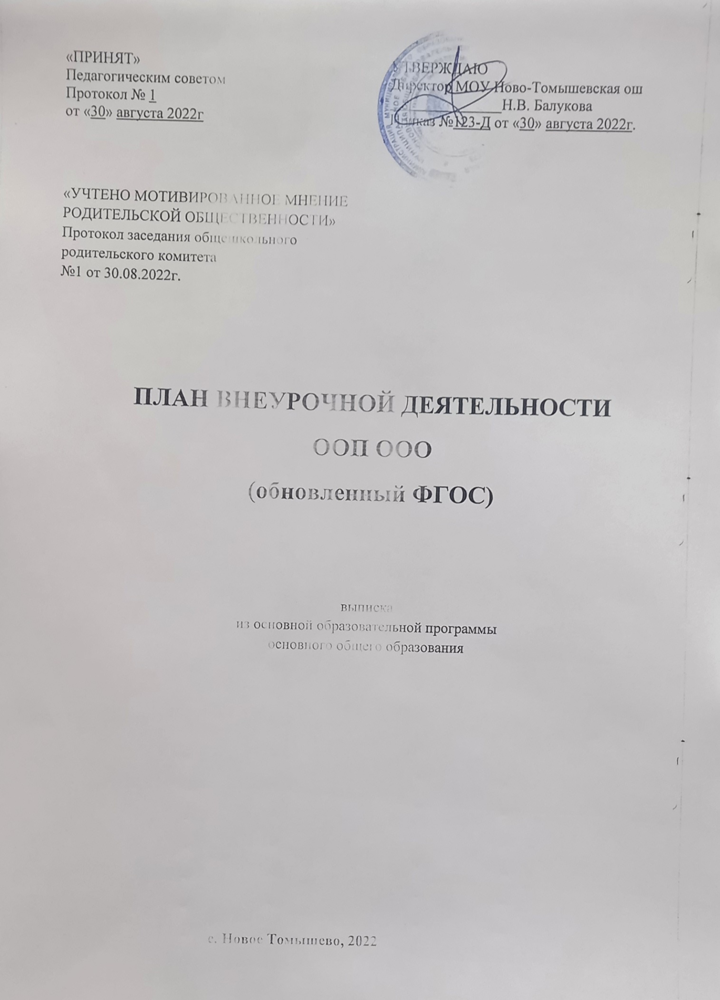 «ПРИНЯТ»
Педагогическим советом
Протокол № 1
от «30» августа 2022г
УТВЕРЖДАЮ
Директор МОУ Ново-Томышевская ош
____________Н.В. Балукова
Приказ №123-Д от «30» августа 2022г.
«УЧТЕНО МОТИВИРОВАННОЕ МНЕНИЕ
РОДИТЕЛЬСКОЙ ОБЩЕСТВЕННОСТИ»
Протокол заседания общешкольного
родительского комитета
№1 от 30.08.2022г.
ПЛАН ВНЕУРОЧНОЙ ДЕЯТЕЛЬНОСТИ
ООП ООО
(обновленный ФГОС)
выписка
из основной образовательной программы
основного общего образования
с. Новое Томышево, 2022